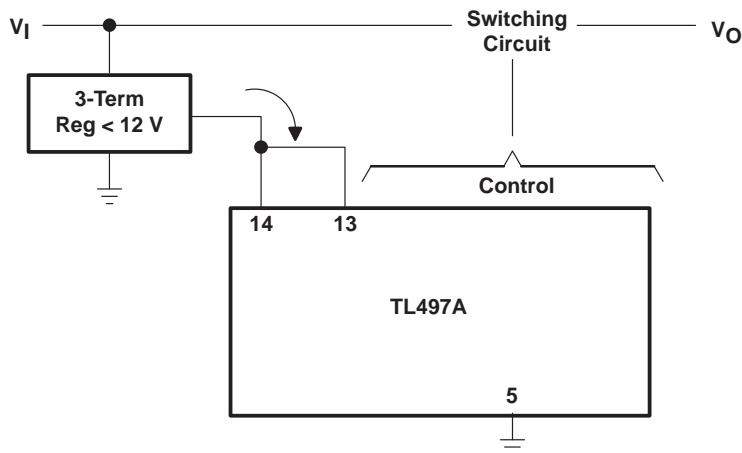 Switching
Circuit
VI
VO
3-Term
Reg < 12 V
Control
14
13
TL497A
5